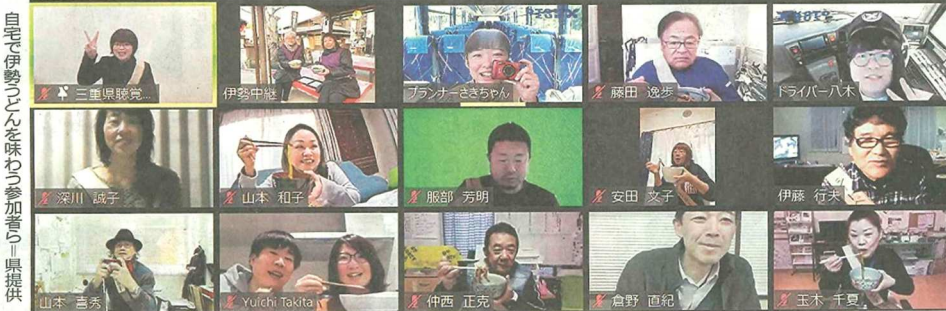 自宅で伊勢うどんを味わう参加者ら＝県提供
三重県聴覚...
伊勢中継！
プランナーさきちゃん
藤田 逸歩
ドライバー八木
深川 誠子
山本 和子
服部 芳明
安田 文子
伊藤 行夫
山本 喜秀
Yuichi Takita
仲西 正克
倉野 直紀
玉木 千夏